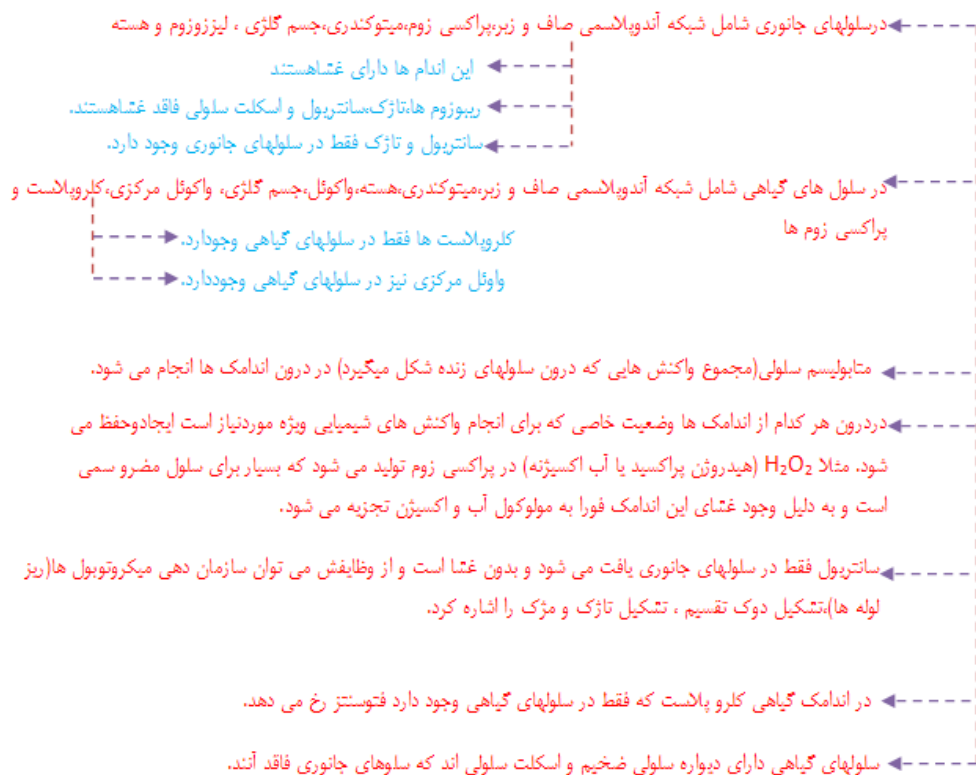 درسلولهای جانوری شامل شبکه آندوپلاسمی صاف و زبر،پراکسی زوم،میتوکندری،جسم گلژی ، لیززوزوم و هسته
این اندام ها دارای غشاهستند
ریبوزوم ها،تاژک،سانتریول و اسکلت سلولی فاقد غشاهستند.
سانتریول و تاژک فقط در سلولهای جانوری وجود دارد.
در سلول های گیاهی شامل شبکه آندوپلاسمی صاف و زبر،میتوکندری،هسته،واکوئل،جسم گلژی، واکوئل مرکزی،کلروپلاست و
پراکسی زوم ها
کلروپلاست ها فقط در سلولهای گیاهی وجودارد.
واوئل مرکزی نیز در سلولهای گیاهی وجوددارد.
متابولیسم سلولی(مجموع واکنش هایی که درون سلولهای زنده شکل میگیرد) در درون اندامک ها انجام می شود.
دردرون هر کدام از اندامک ها وضعیت خاصی که برای انجام واکنش های شیمیایی ویژه موردنیاز است ایجادوحفظ می
شود. مثلا H₂O₂ (هیدروژن پراکسید یا آب اکسیژنه) در پراکسی زوم تولید می شود که بسیار برای سلول مضرو سمی
است و به دلیل وجود غشای این اندامک فورا به مولوکول آب و اکسیژن تجزیه می شود.
سانتریول فقط در سلولهای جانوری یافت می شود و بدون غشا است و از وظایفش می توان سازمان دهی میکروتوبول ها(ریز
لوله ها)،تشکیل دوک تقسیم ، تشکیل تاژک و مژک را اشاره کرد.
در اندامک گیاهی کلرو پلاست که فقط در سلولهای گیاهی وجود دارد فتوسنتز رخ می دهد.
سلولهای گیاهی دارای دیواره سلولی ضخیم و اسکلت سلولی اند که سلوهای جانوری فاقد آنند.